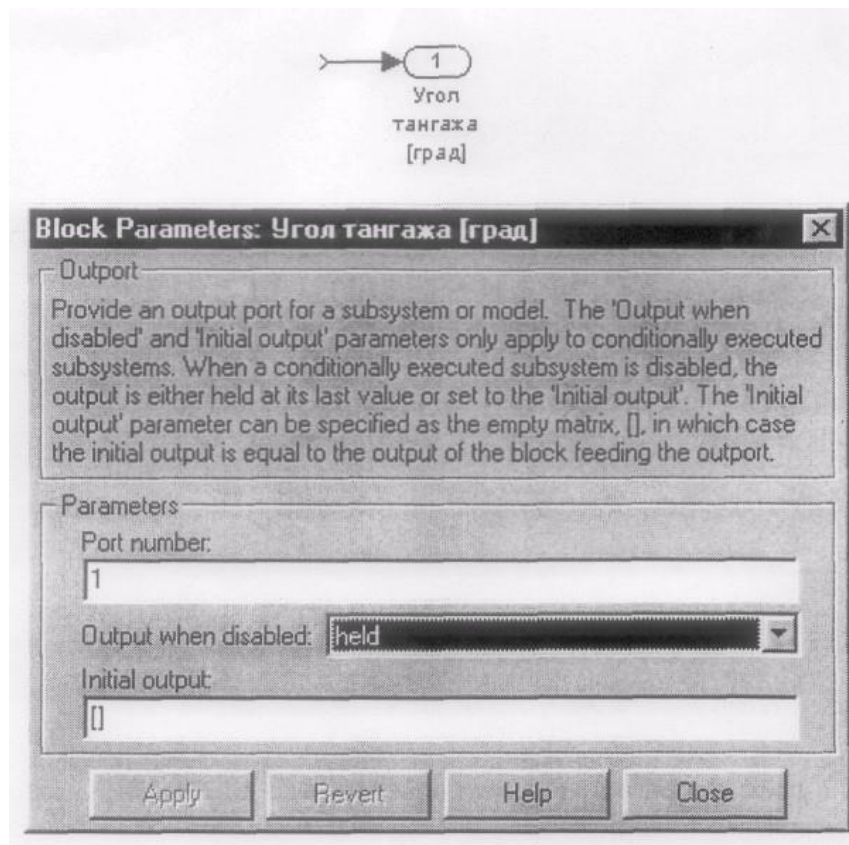 1
Угол
тангажа
[град]
Block Parameters: Угол тангажа [град]
Outport
Provide an output port for a subsystem or model. The 'Output when
disabled' and 'Initial output' parameters only apply to conditionally executed
subsystems. When a conditionally executed subsystem is disabled, the
output is either held at its last value or set to the 'Initial output'. The 'Initial
output' parameter can be specified as the empty matrix, [], in which case
the initial output is equal to the output of the block feeding the outport.
Parameters
Port number:
1
Output when disabled: held
Initial output:
[]
Apply Revert Help Close